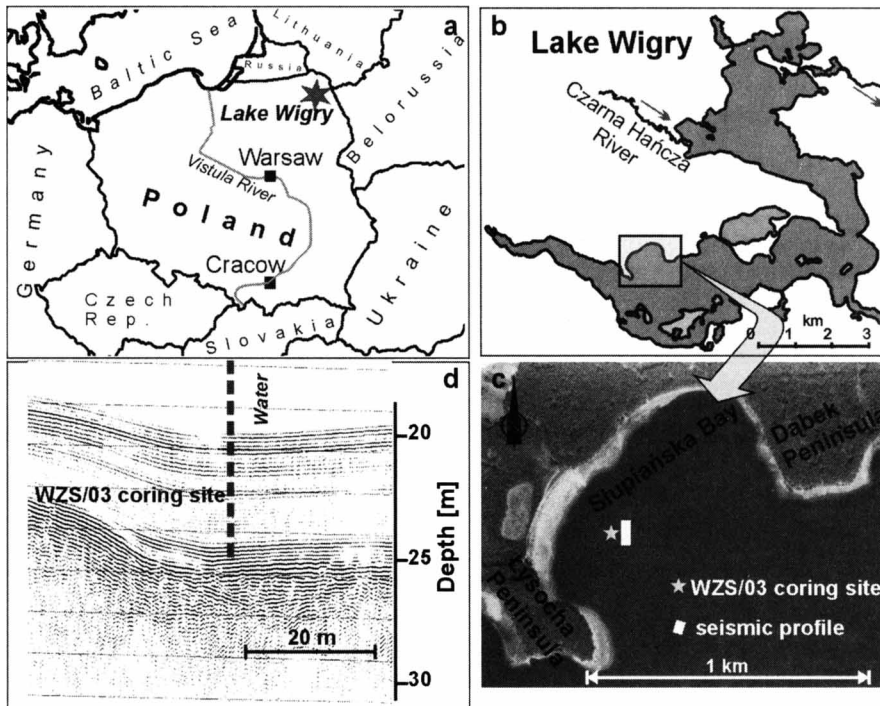 a
Baltic Sea
Lithuania
Russia
Lake Wigry
Belorussia
Germany
Warsaw
Vistula River
Poland
Cracow
Ukraine
Czech
Rep.
Slovakia
b
Lake Wigry
Czarna Hańcza
River
km
0 1 2 3
d
Water
WZS/03 coring site
20
25
30
Depth [m]
20 m
c
Słupiańska Bay
Dąbek
Peninsula
Łysocha
Peninsula
WZS/03 coring site
seismic profile
1 km